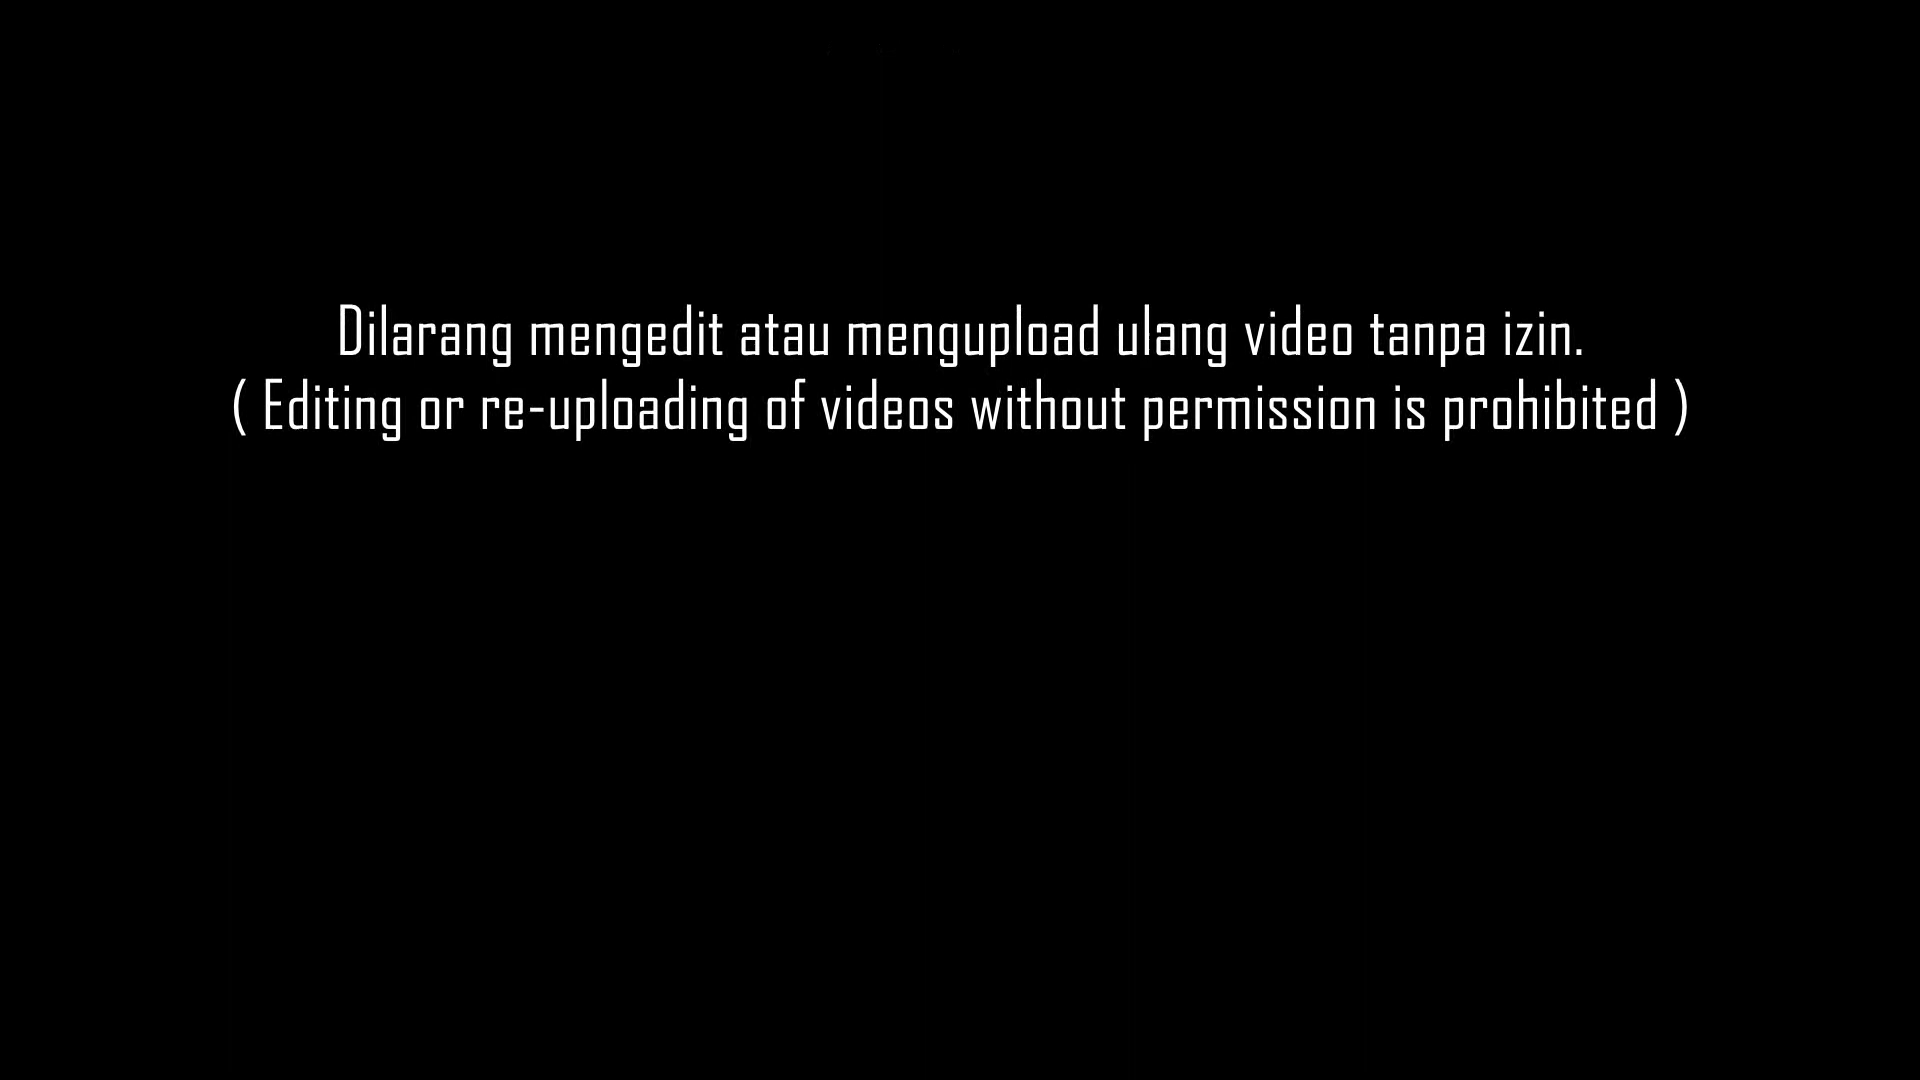 Dilarang mengedit atau mengupload ulang video tanpa izin.
( Editing or re-uploading of videos without permission is prohibited )